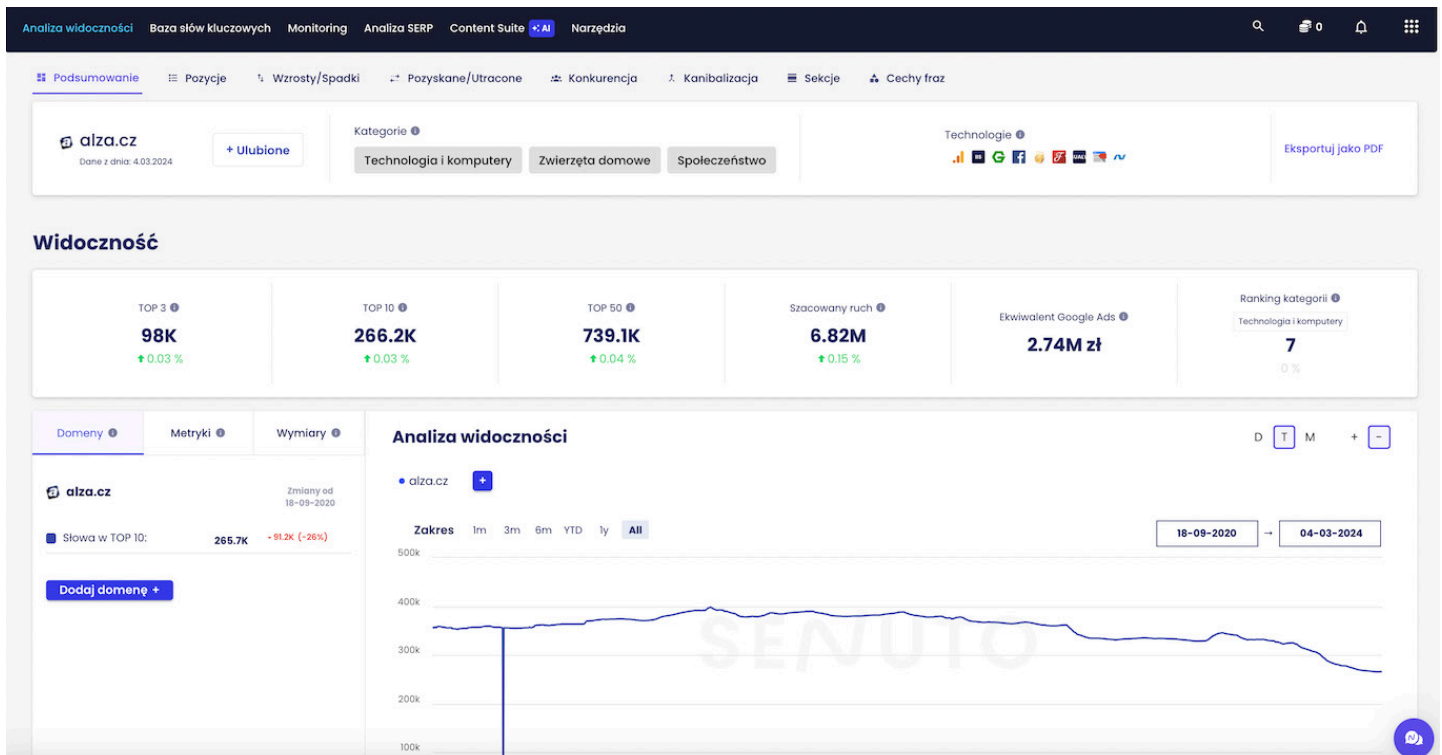 Analiza widoczności Baza słów kluczowych Monitoring Analiza SERP Content Suite AI Narzędzia 0
Podsumowanie Pozycje Wzrosty/Spadki Pozyskane/Utracone Konkurencja Kanibalizacja Sekcje Cechy fraz
alza.cz
Dane z dnia: 4.03.2024
+ Ulubione
Kategorie
Technologia i komputery Zwierzęta domowe Społeczeństwo
Technologie
Eksportuj jako PDF
Widoczność
TOP 3
98K
0.03 %
TOP 10
266.2K
0.03 %
TOP 50
739.1K
0.04 %
Szacowany ruch
6.82M
0.15 %
Ekwiwalent Google Ads
2.74M zł
Ranking kategorii
Technologia i komputery
7
0 %
Domeny Metryki Wymiary
alza.cz
Zmiany od
18-09-2020
Słowa w TOP 10: 265.7K - 91.2K (-26%)
Dodaj domenę +
Analiza widoczności
D T M + -
alza.cz +
Zakres 1m 3m 6m YTD 1y All
18-09-2020 → 04-03-2024
500k
400k
300k
200k
100k
SENUTO